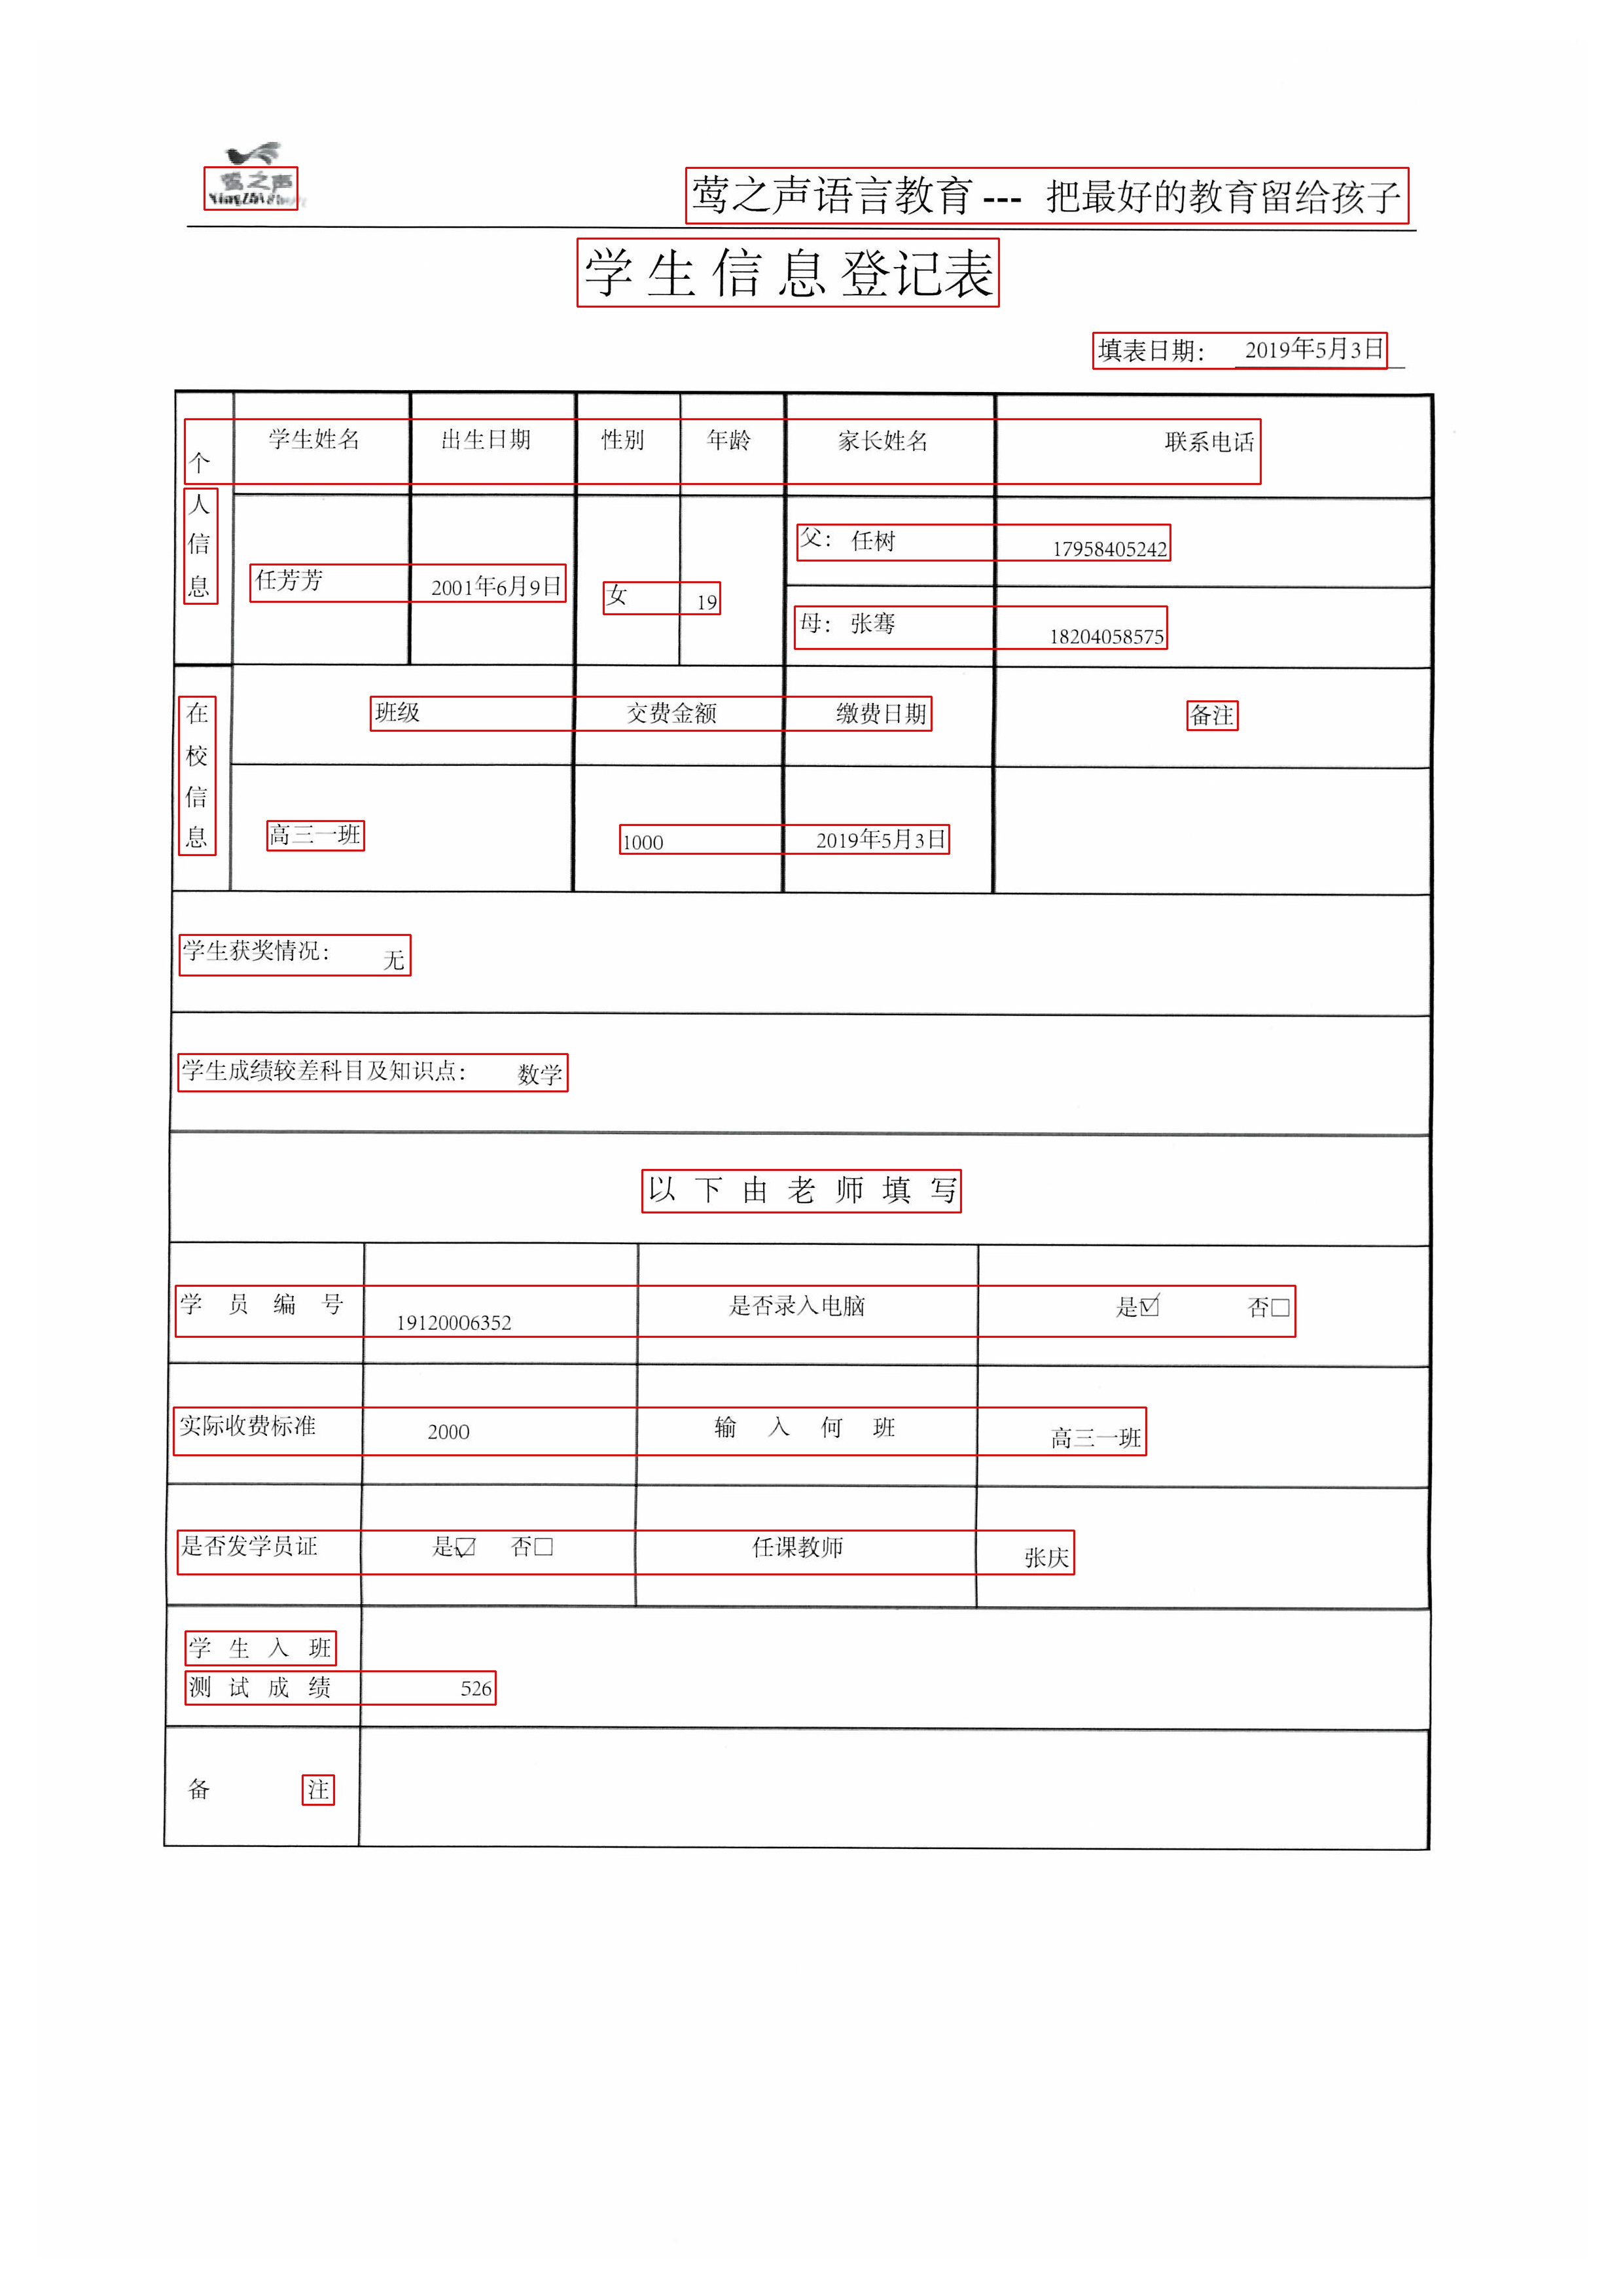 莺之声
YingZhiSheng
莺之声语言教育 --- 把最好的教育留给孩子
学 生 信 息 登记表
填表日期： 2019年5月3日
个人信息
学生姓名 出生日期 性别 年龄 家长姓名 联系电话
任芳芳 2001年6月9日 女 19
父： 任树 17958405242
母： 张骞 18204058575
在校信息
班级 交费金额 缴费日期 备注
高三一班 1000 2019年5月3日
学生获奖情况： 无
学生成绩较差科目及知识点： 数学
以 下 由 老 师 填 写
学 员 编 号 19120006352 是否录入电脑 是☑ 否□
实际收费标准 2000 输 入 何 班 高三一班
是否发学员证 是☑ 否□ 任课教师 张庆
学 生 入 班
测 试 成 绩 526
备 注